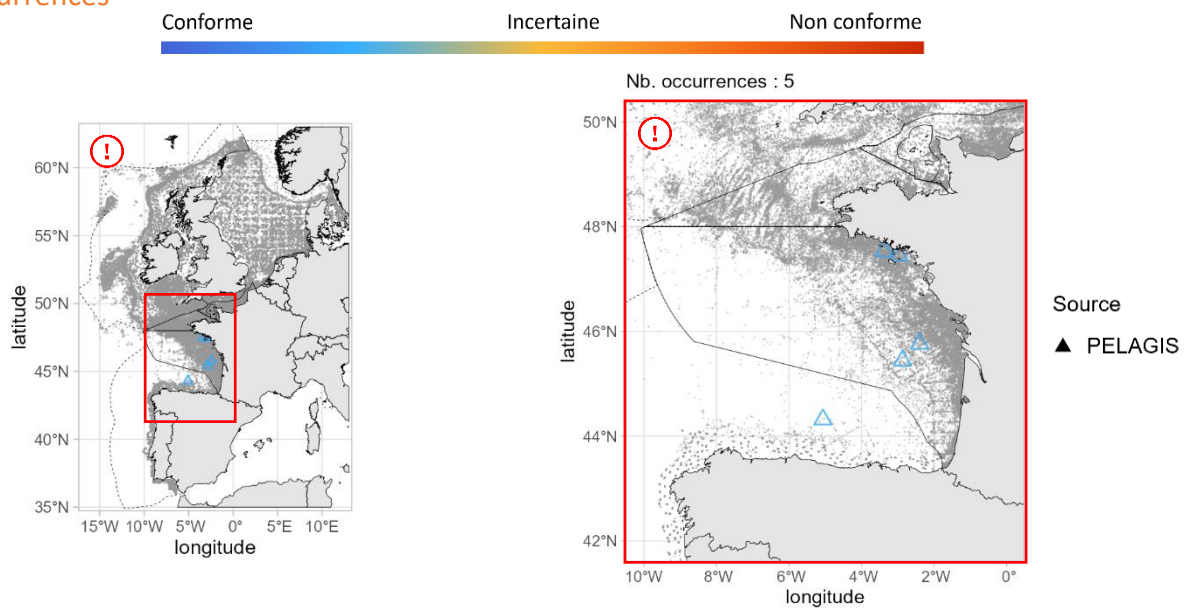 urrences
Conforme Incertaine Non conforme
Nb. occurrences : 5
!
60°N
55°N
50°N
45°N
40°N
35°N
latitude
15°W 10°W 5°W 0° 5°E 10°E
longitude
!
50°N
48°N
46°N
44°N
42°N
latitude
10°W 8°W 6°W 4°W 2°W 0°
longitude
Source
PELAGIS